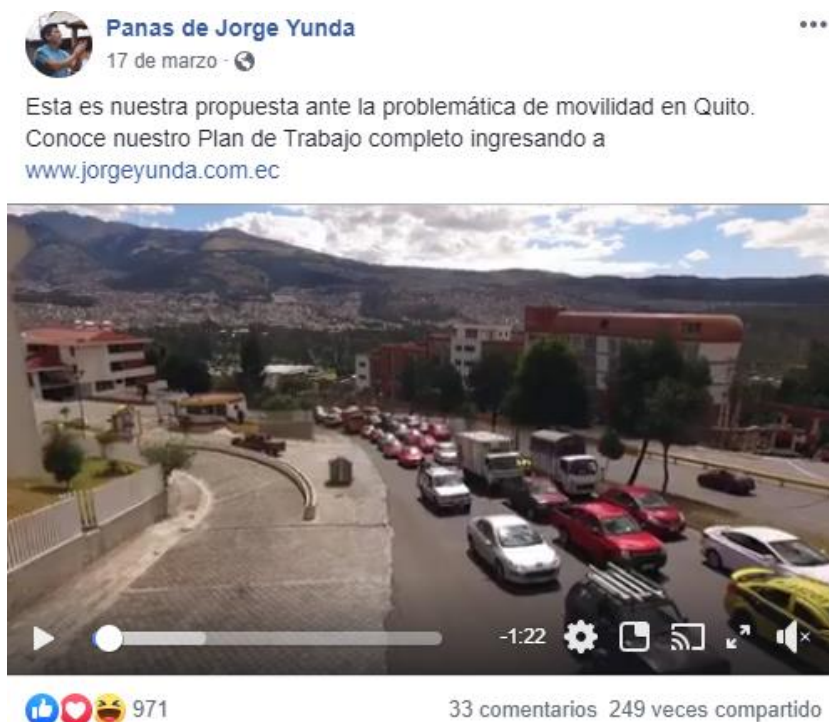 Panas de Jorge Yunda
17 de marzo
Esta es nuestra propuesta ante la problemática de movilidad en Quito.
Conoce nuestro Plan de Trabajo completo ingresando a
www.jorgeyunda.com.ec
-1:22
971
33 comentarios 249 veces compartido